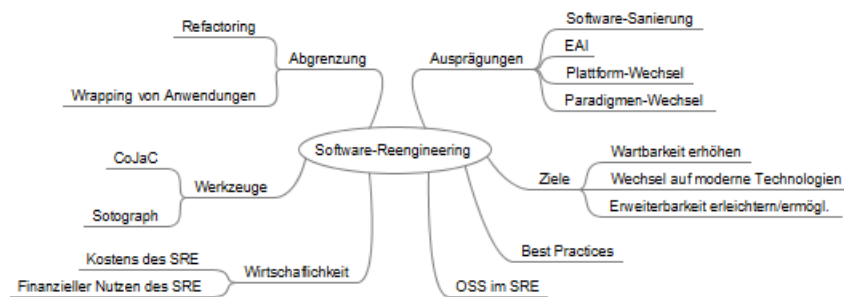 Refactoring
Abgrenzung
Wrapping von Anwendungen
Software-Sanierung
EAI
Ausprägungen
Plattform-Wechsel
Paradigmen-Wechsel
Software-Reengineering
CoJaC
Werkzeuge
Sotograph
Wartbarkeit erhöhen
Ziele
Wechsel auf moderne Technologien
Erweiterbarkeit erleichtern/ermögl.
Kostens des SRE
Wirtschaflichkeit
Finanzieller Nutzen des SRE
Best Practices
OSS im SRE